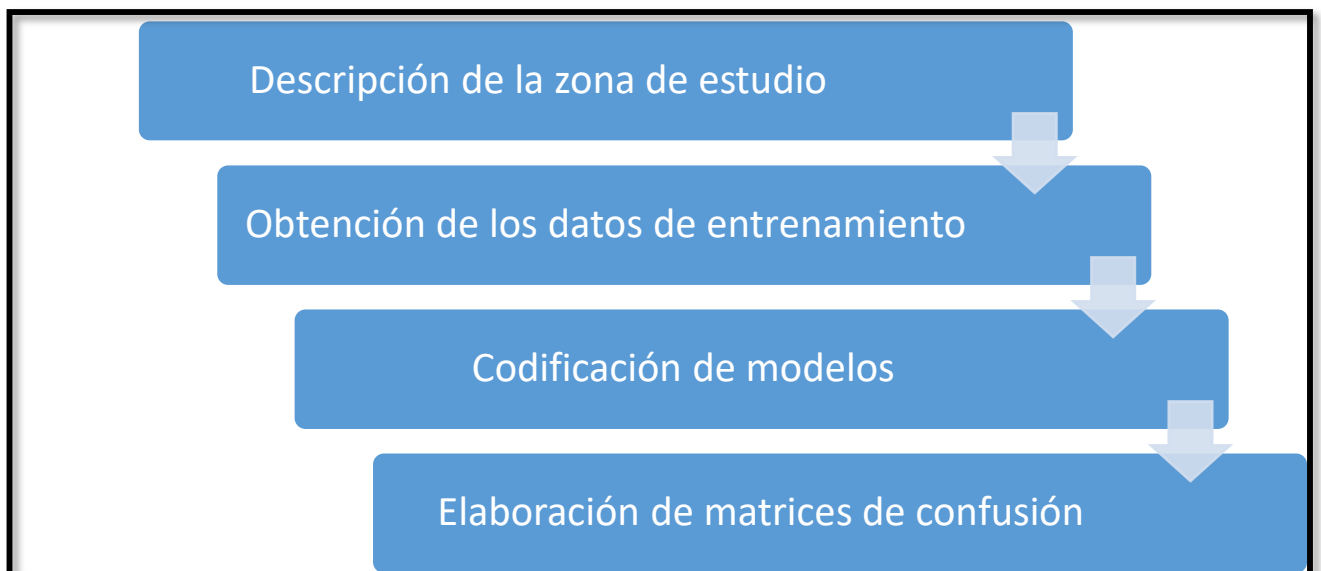 Descripción de la zona de estudio
Obtención de los datos de entrenamiento
Codificación de modelos
Elaboración de matrices de confusión